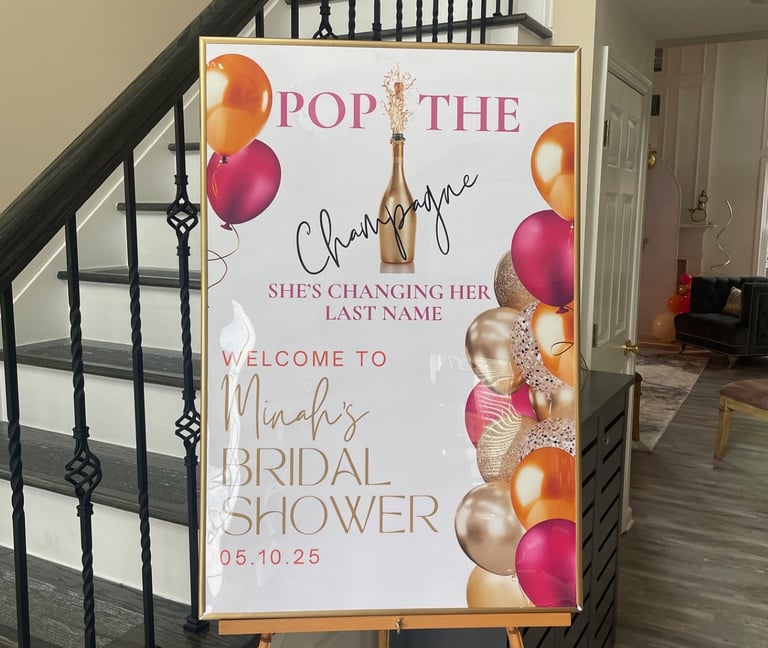 POP THE
Champagne
SHE'S CHANGING HER
LAST NAME
WELCOME TO
Minah's
BRIDAL
SHOWER
05.10.25